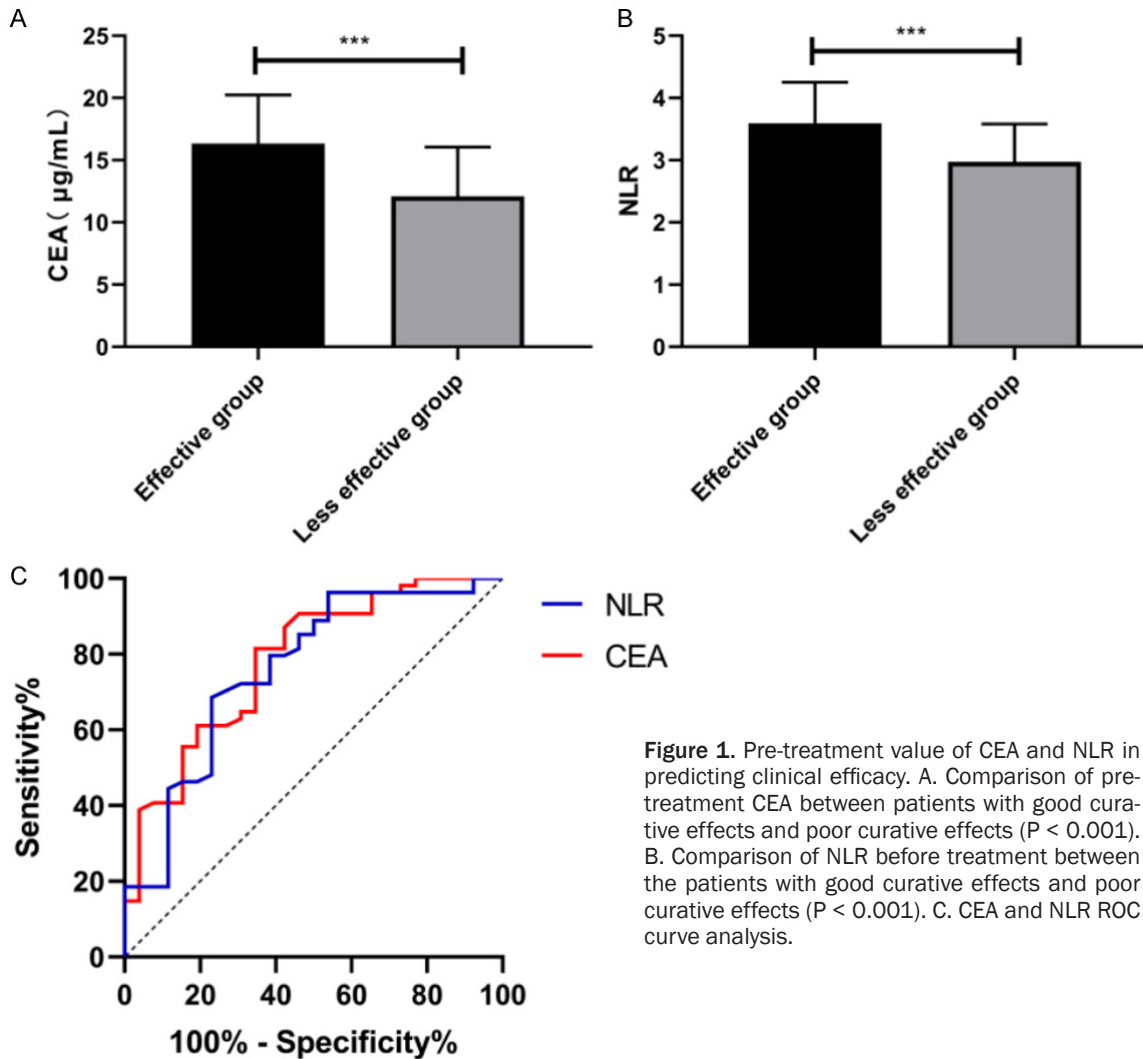 A
CEA( μg/mL)
25
20
15
10
5
0
***
Effective group
Less effective group
B
NLR
5
4
3
2
1
0
***
Effective group
Less effective group
C
Sensitivity%
100
80
60
40
20
0
0 20 40 60 80 100
100% - Specificity%
NLR
CEA
Figure 1. Pre-treatment value of CEA and NLR in
predicting clinical efficacy. A. Comparison of pre-
treatment CEA between patients with good cura-
tive effects and poor curative effects (P < 0.001).
B. Comparison of NLR before treatment between
the patients with good curative effects and poor
curative effects (P < 0.001). C. CEA and NLR ROC
curve analysis.